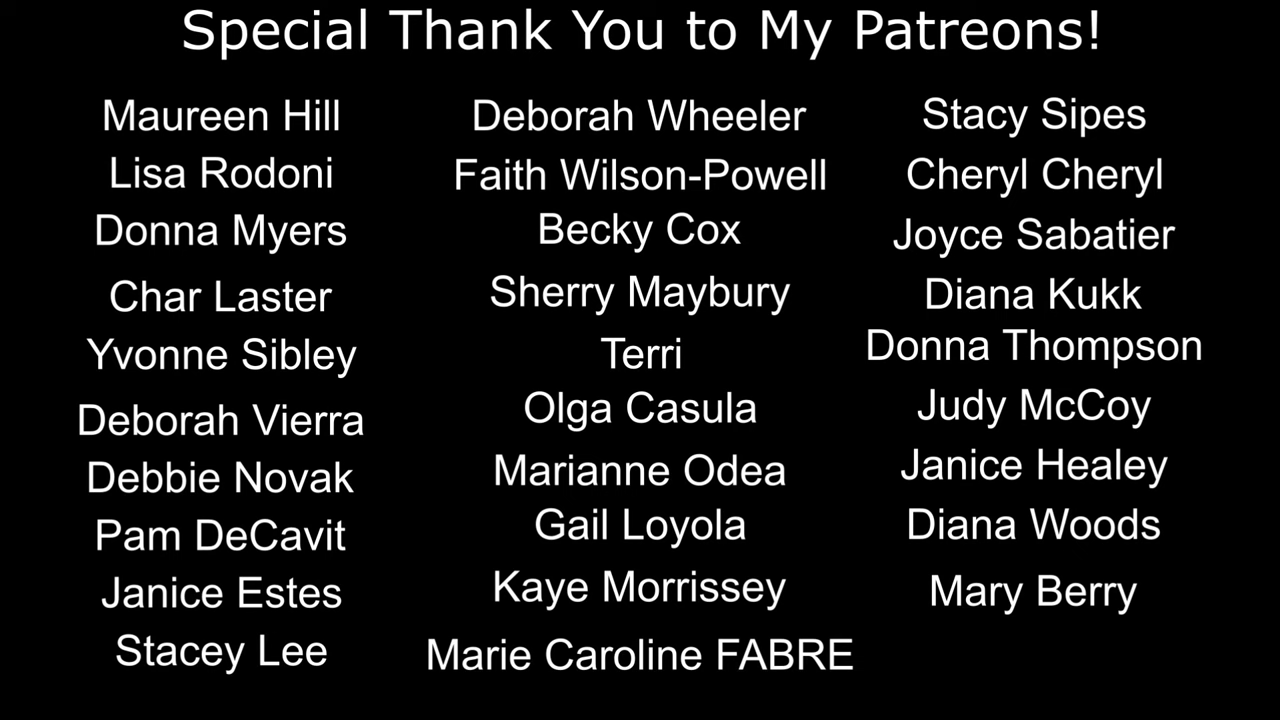 Special Thank You to My Patreons!
Maureen Hill
Lisa Rodoni
Donna Myers
Char Laster
Yvonne Sibley
Deborah Vierra
Debbie Novak
Pam DeCavit
Janice Estes
Stacey Lee
Deborah Wheeler
Faith Wilson-Powell
Becky Cox
Sherry Maybury
Terri
Olga Casula
Marianne Odea
Gail Loyola
Kaye Morrissey
Marie Caroline FABRE
Stacy Sipes
Cheryl Cheryl
Joyce Sabatier
Diana Kukk
Donna Thompson
Judy McCoy
Janice Healey
Diana Woods
Mary Berry